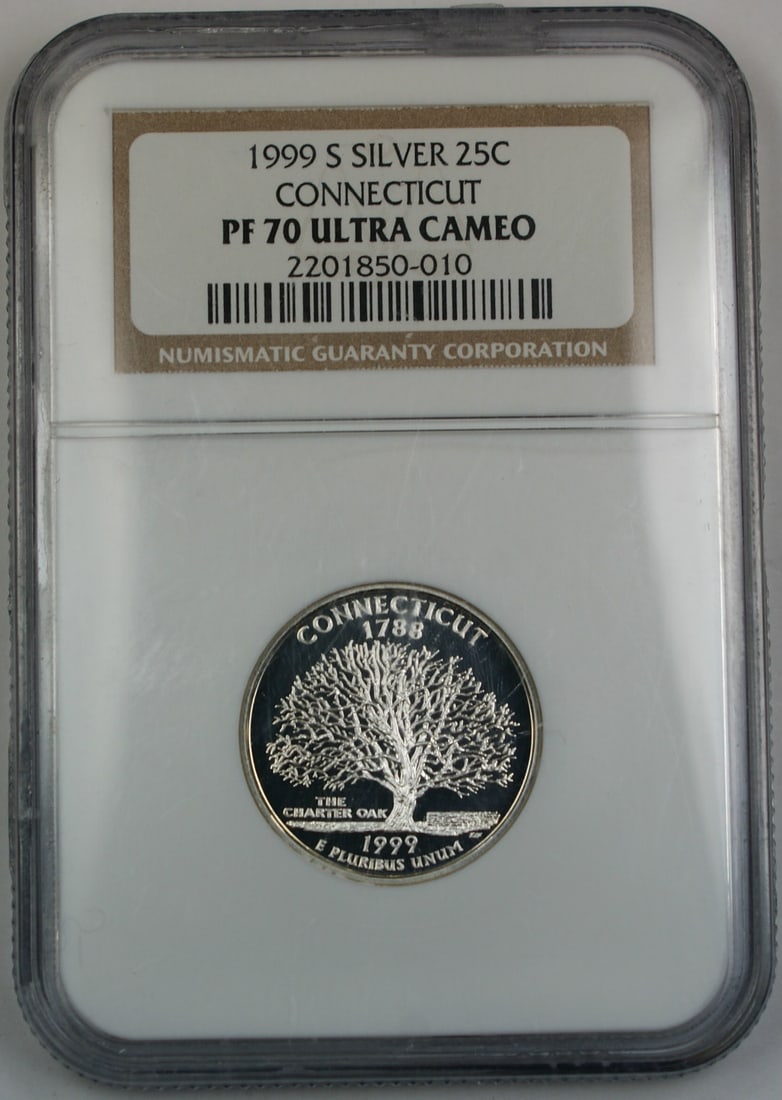 1999 S SILVER 25C
CONNECTICUT
PF 70 ULTRA CAMEO
2201850-010
NUMISMATIC GUARANTY CORPORATION
CONNECTICUT
1788
THE
CHARTER OAK
1999
E PLURIBUS UNUM